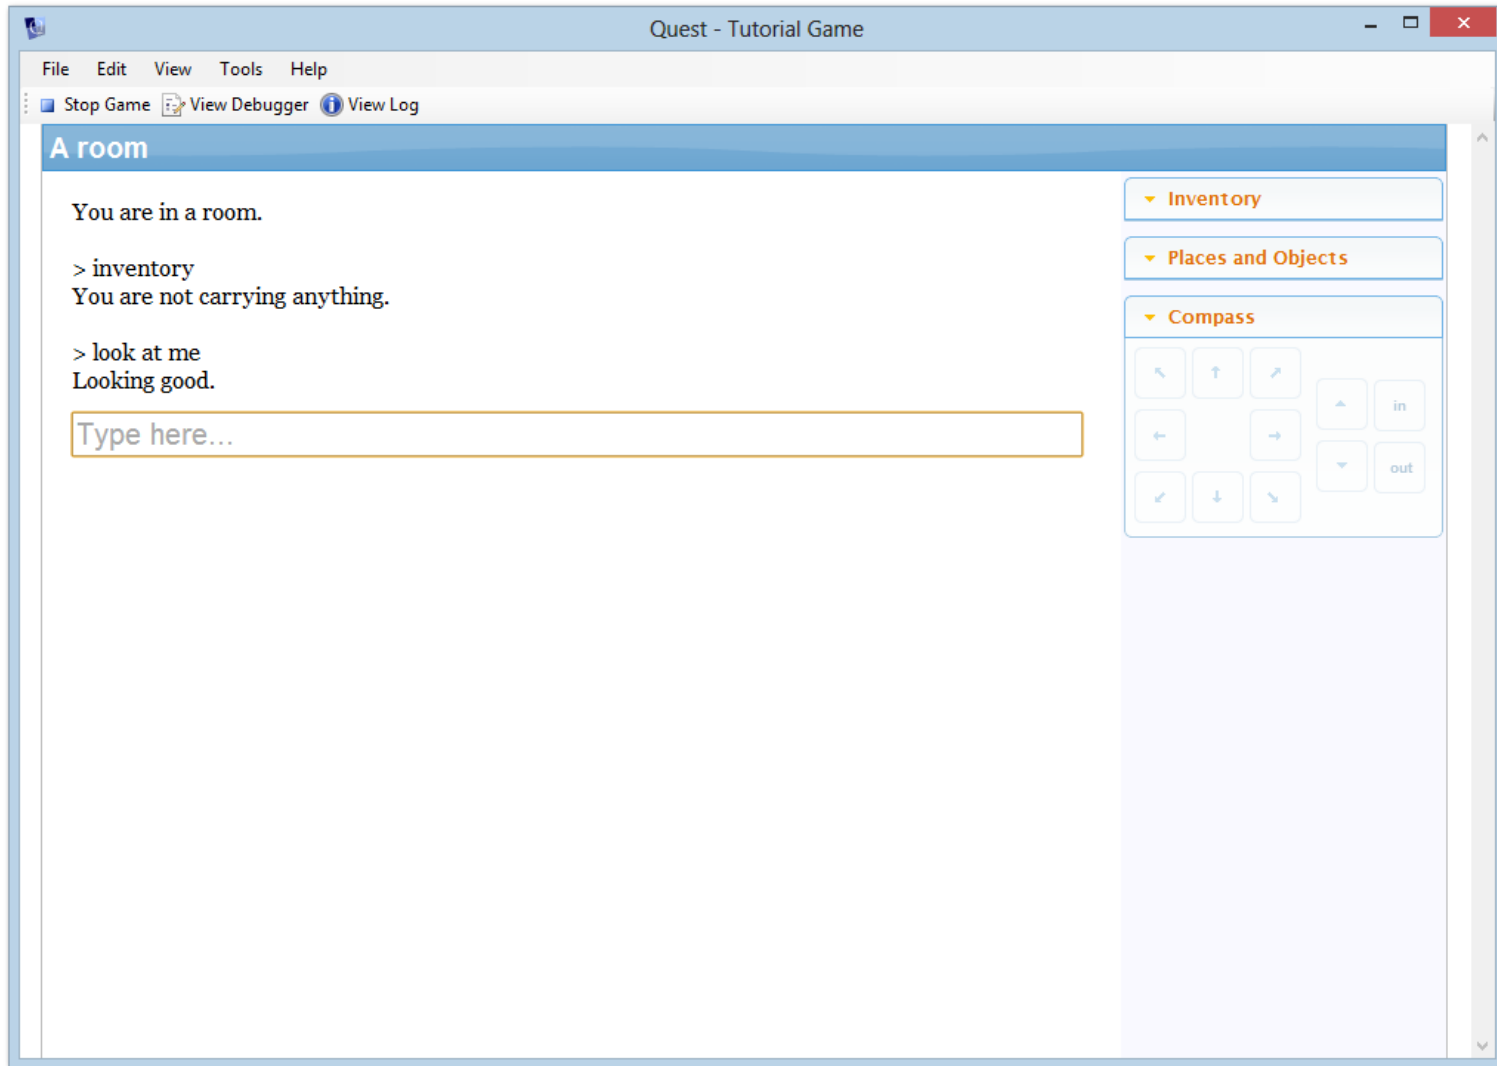 Quest - Tutorial Game
File Edit View Tools Help
Stop Game View Debugger View Log
A room
You are in a room.
> inventory
You are not carrying anything.
> look at me
Looking good.
Type here...
Inventory
Places and Objects
Compass
in
out